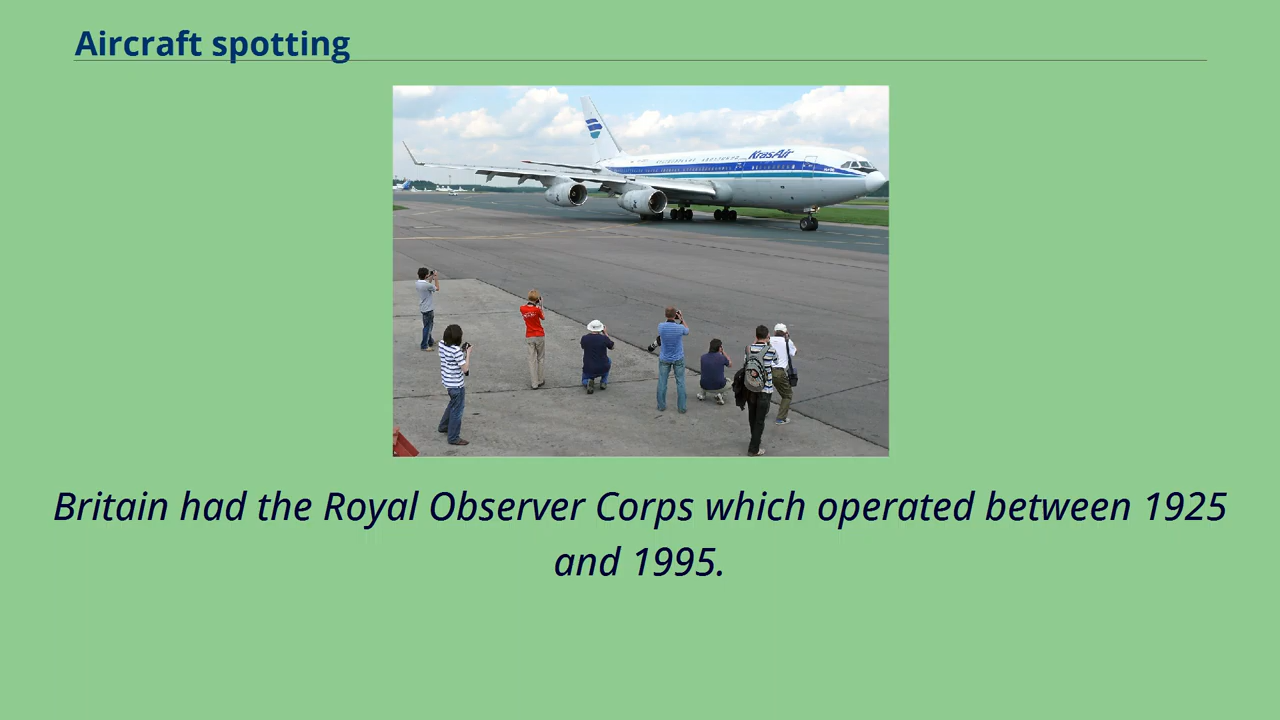 Aircraft spotting
KrasAir
Britain had the Royal Observer Corps which operated between 1925
and 1995.